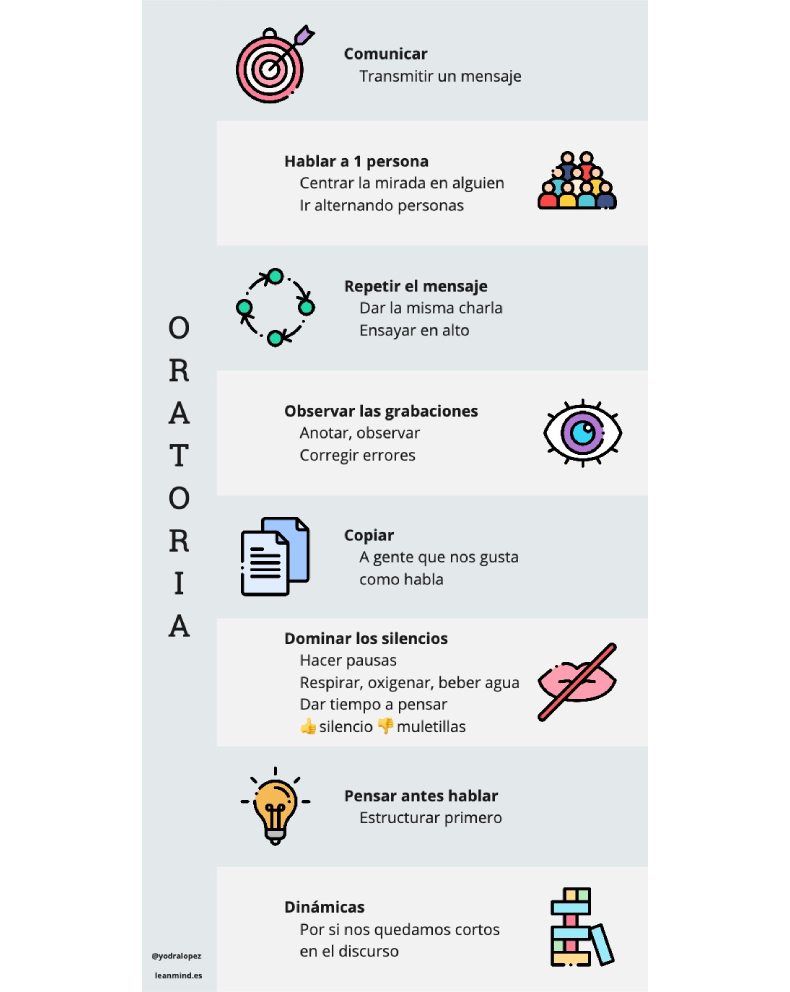 ORATORIA
Comunicar
Transmitir un mensaje
Hablar a 1 persona
Centrar la mirada en alguien
Ir alternando personas
Repetir el mensaje
Dar la misma charla
Ensayar en alto
Observar las grabaciones
Anotar, observar
Corregir errores
Copiar
A gente que nos gusta
como habla
Dominar los silencios
Hacer pausas
Respirar, oxigenar, beber agua
Dar tiempo a pensar
👍silencio 👎muletillas
Pensar antes hablar
Estructurar primero
Dinámicas
Por si nos quedamos cortos
en el discurso
@yodralopez
leanmind.es